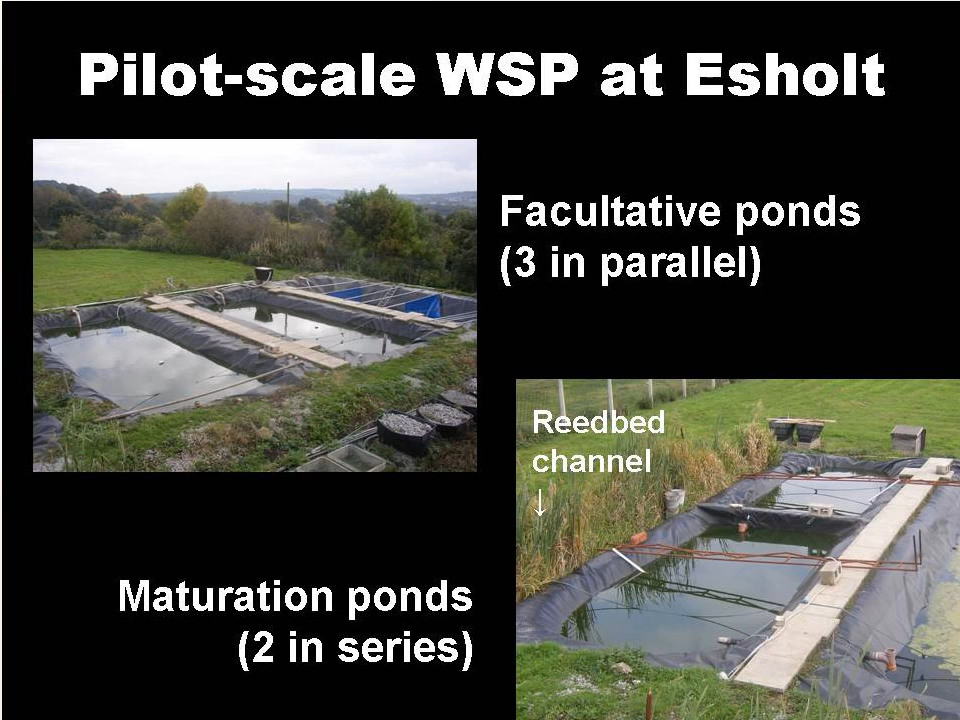 Pilot-scale WSP at Esholt
Facultative ponds
(3 in parallel)
Reedbed
channel
↓
Maturation ponds
(2 in series)